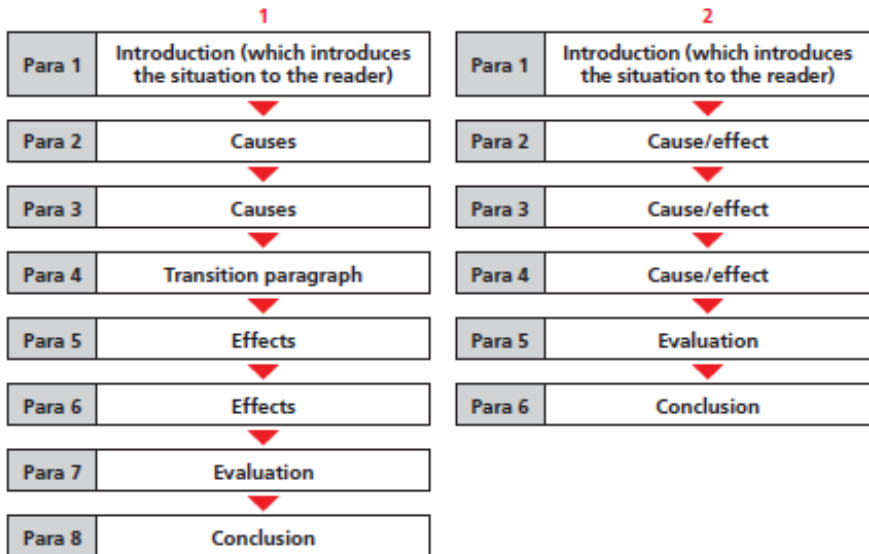 1
Para 1
Introduction (which introduces
the situation to the reader)
Para 2
Causes
Para 3
Causes
Para 4
Transition paragraph
Para 5
Effects
Para 6
Effects
Para 7
Evaluation
Para 8
Conclusion
2
Para 1
Introduction (which introduces
the situation to the reader)
Para 2
Cause/effect
Para 3
Cause/effect
Para 4
Cause/effect
Para 5
Evaluation
Para 6
Conclusion